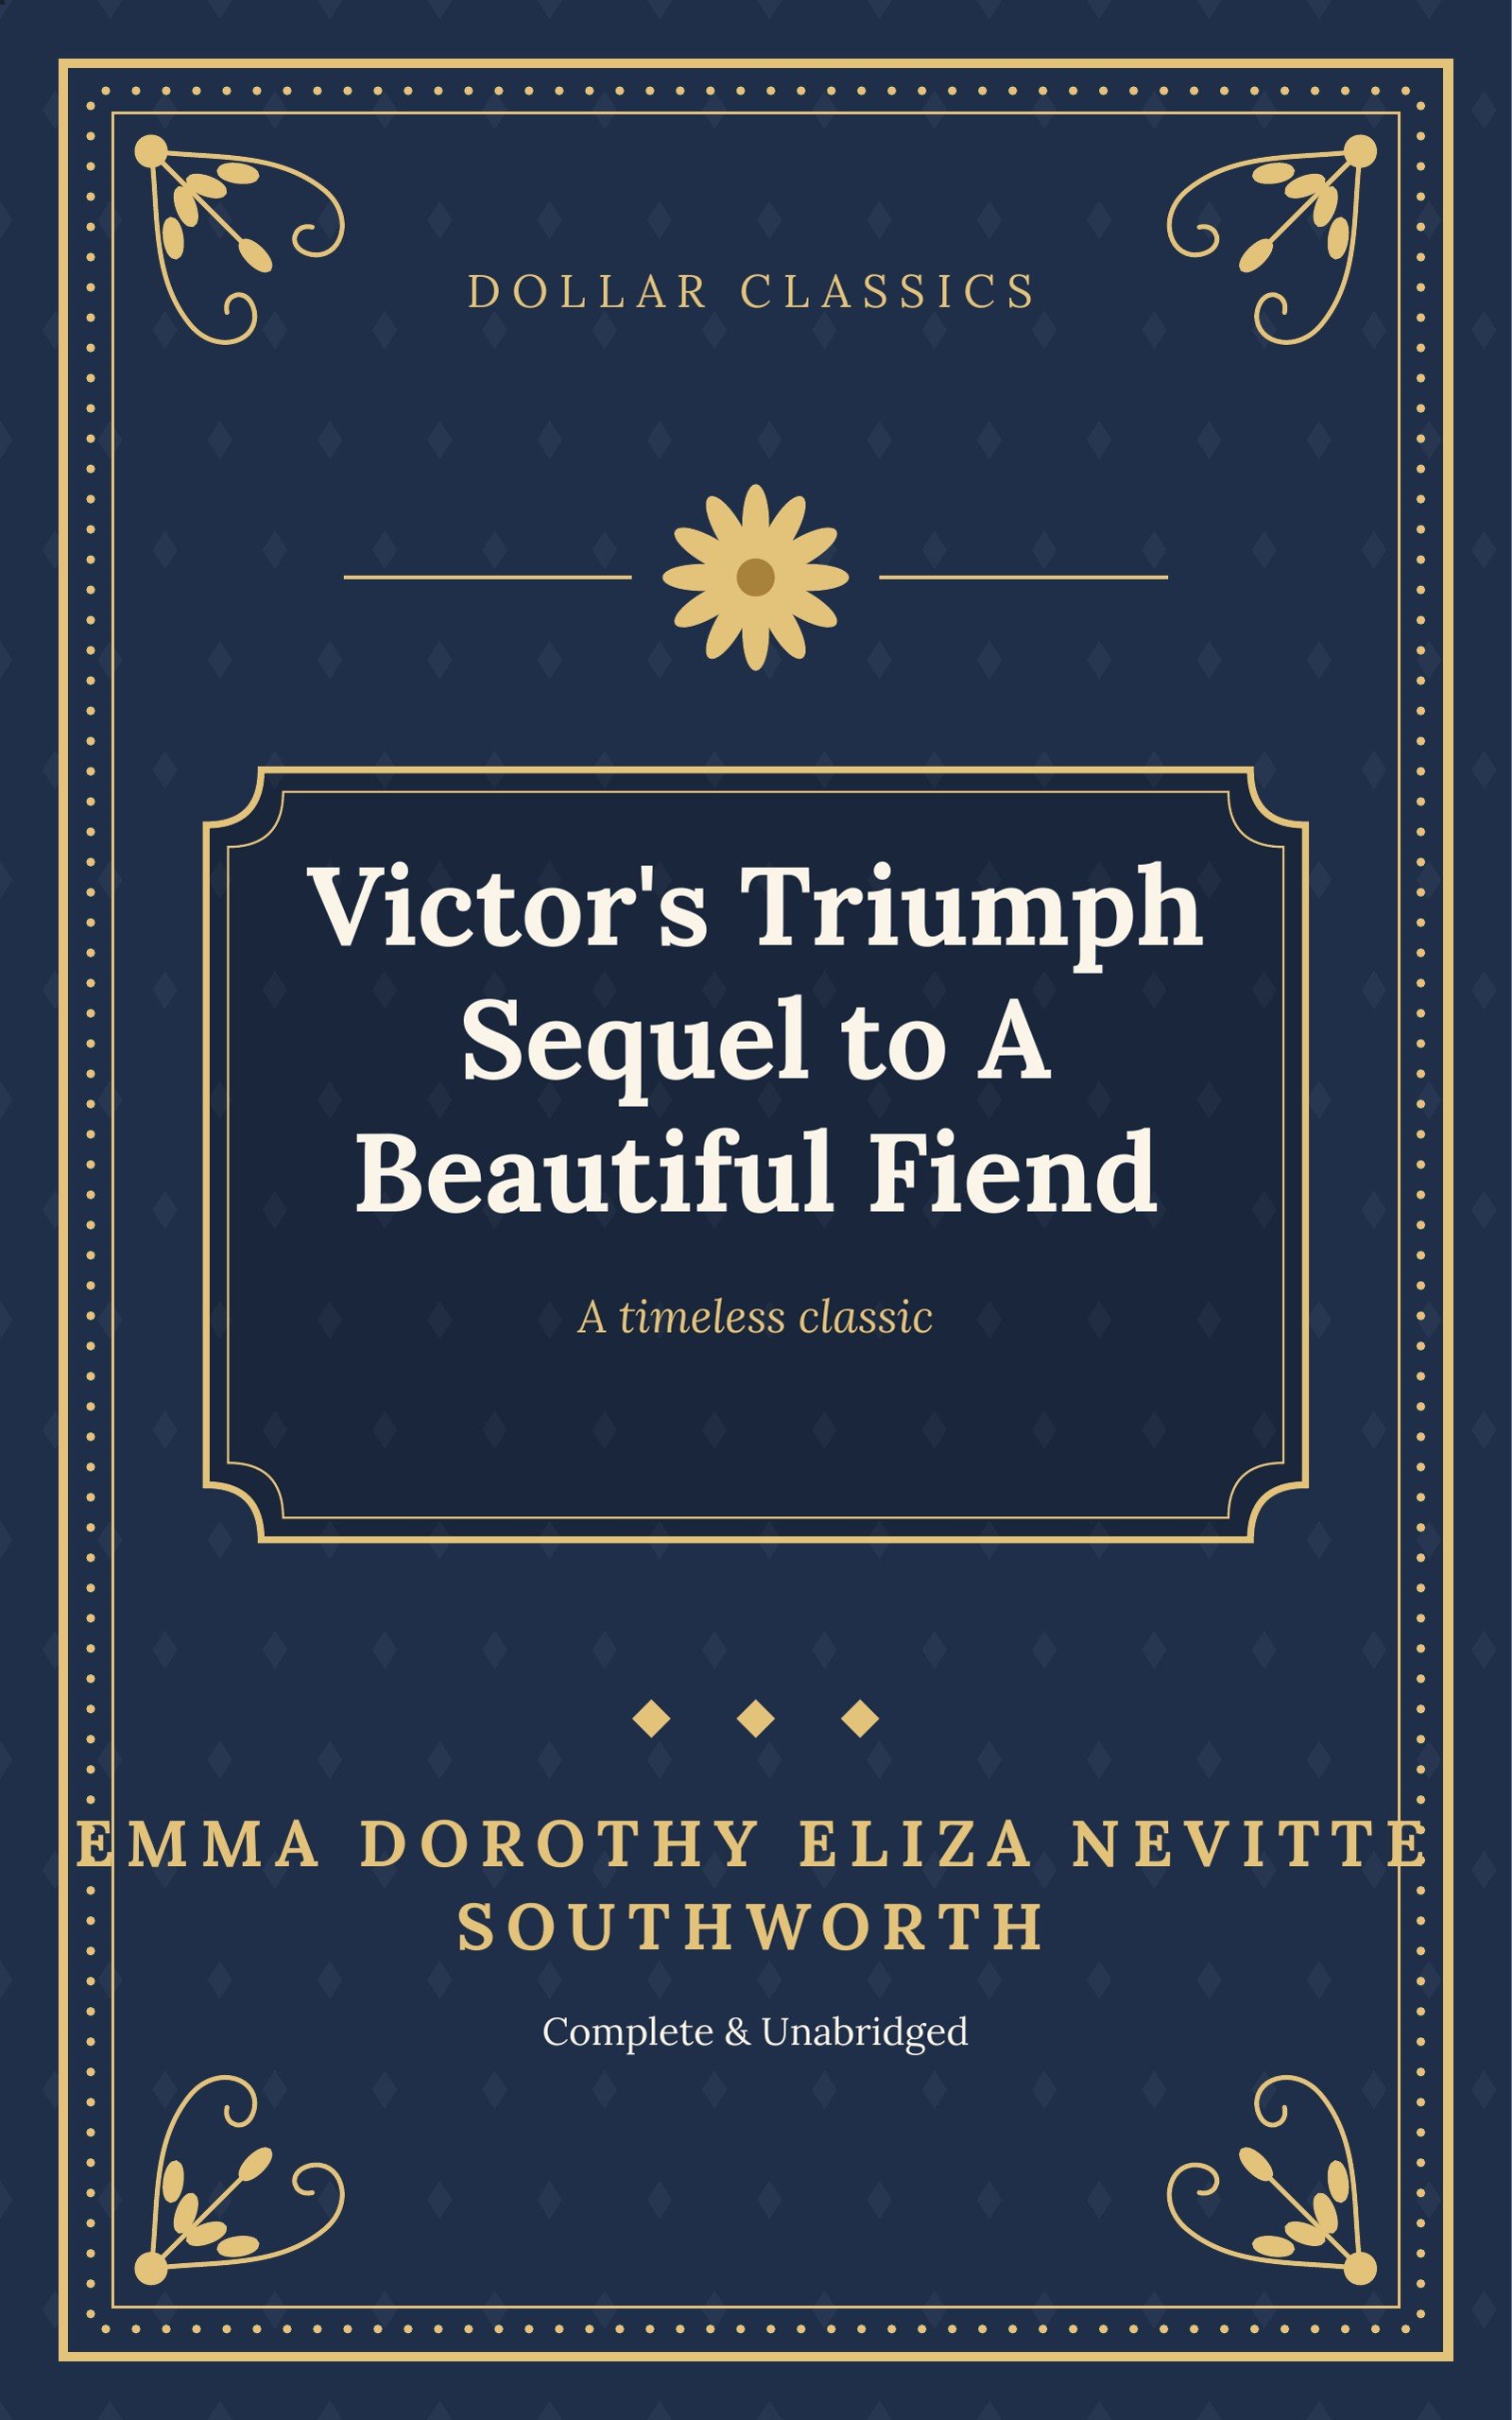 DOLLAR CLASSICS
Victor's Triumph
Sequel to A
Beautiful Fiend
A timeless classic
EMMA DOROTHY ELIZA NEVITTE
SOUTHWORTH
Complete & Unabridged